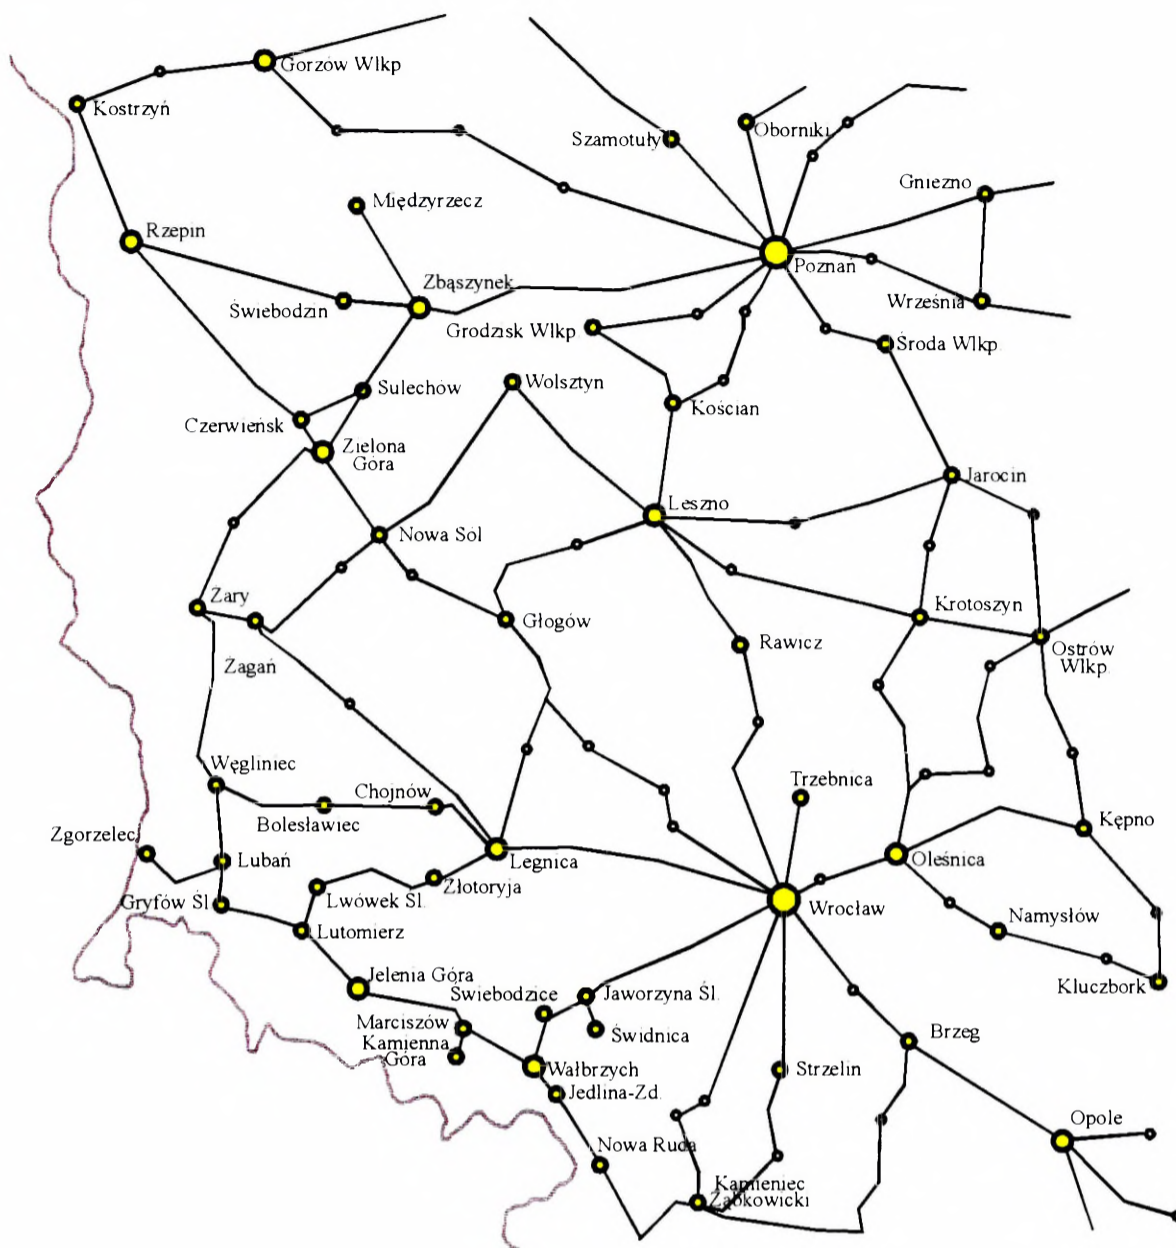 Gorzów Wlkp
Kostrzyń
Szamotuły
Oborniki
Gniezno
Międzyrzecz
Rzepin
Poznań
Zbąszynek
Świebodzin
Września
Grodzisk Wlkp.
Środa Wlkp.
Sulechów
Wolsztyn
Kościan
Czerwieńsk
Zielona
Góra
Jarocin
Leszno
Nowa Sól
Żary
Głogów
Krotoszyn
Rawicz
Ostrów
Wlkp.
Żagań
Węgliniec
Chojnów
Trzebnica
Bolesławiec
Kępno
Zgorzelec
Lubań
Legnica
Oleśnica
Złotoryja
Gryfów Śl
Lwówek Śl.
Wrocław
Namysłów
Lutomierz
Jelenia Góra
Kluczbork
Swiebodzice
Jaworzyna Śl.
Marciszów
Kamienna
Góra
Świdnica
Brzeg
Wałbrzych
Strzelin
Jedlina-Zd.
Opole
Nowa Ruda
Kamieniec
Ząbkowicki